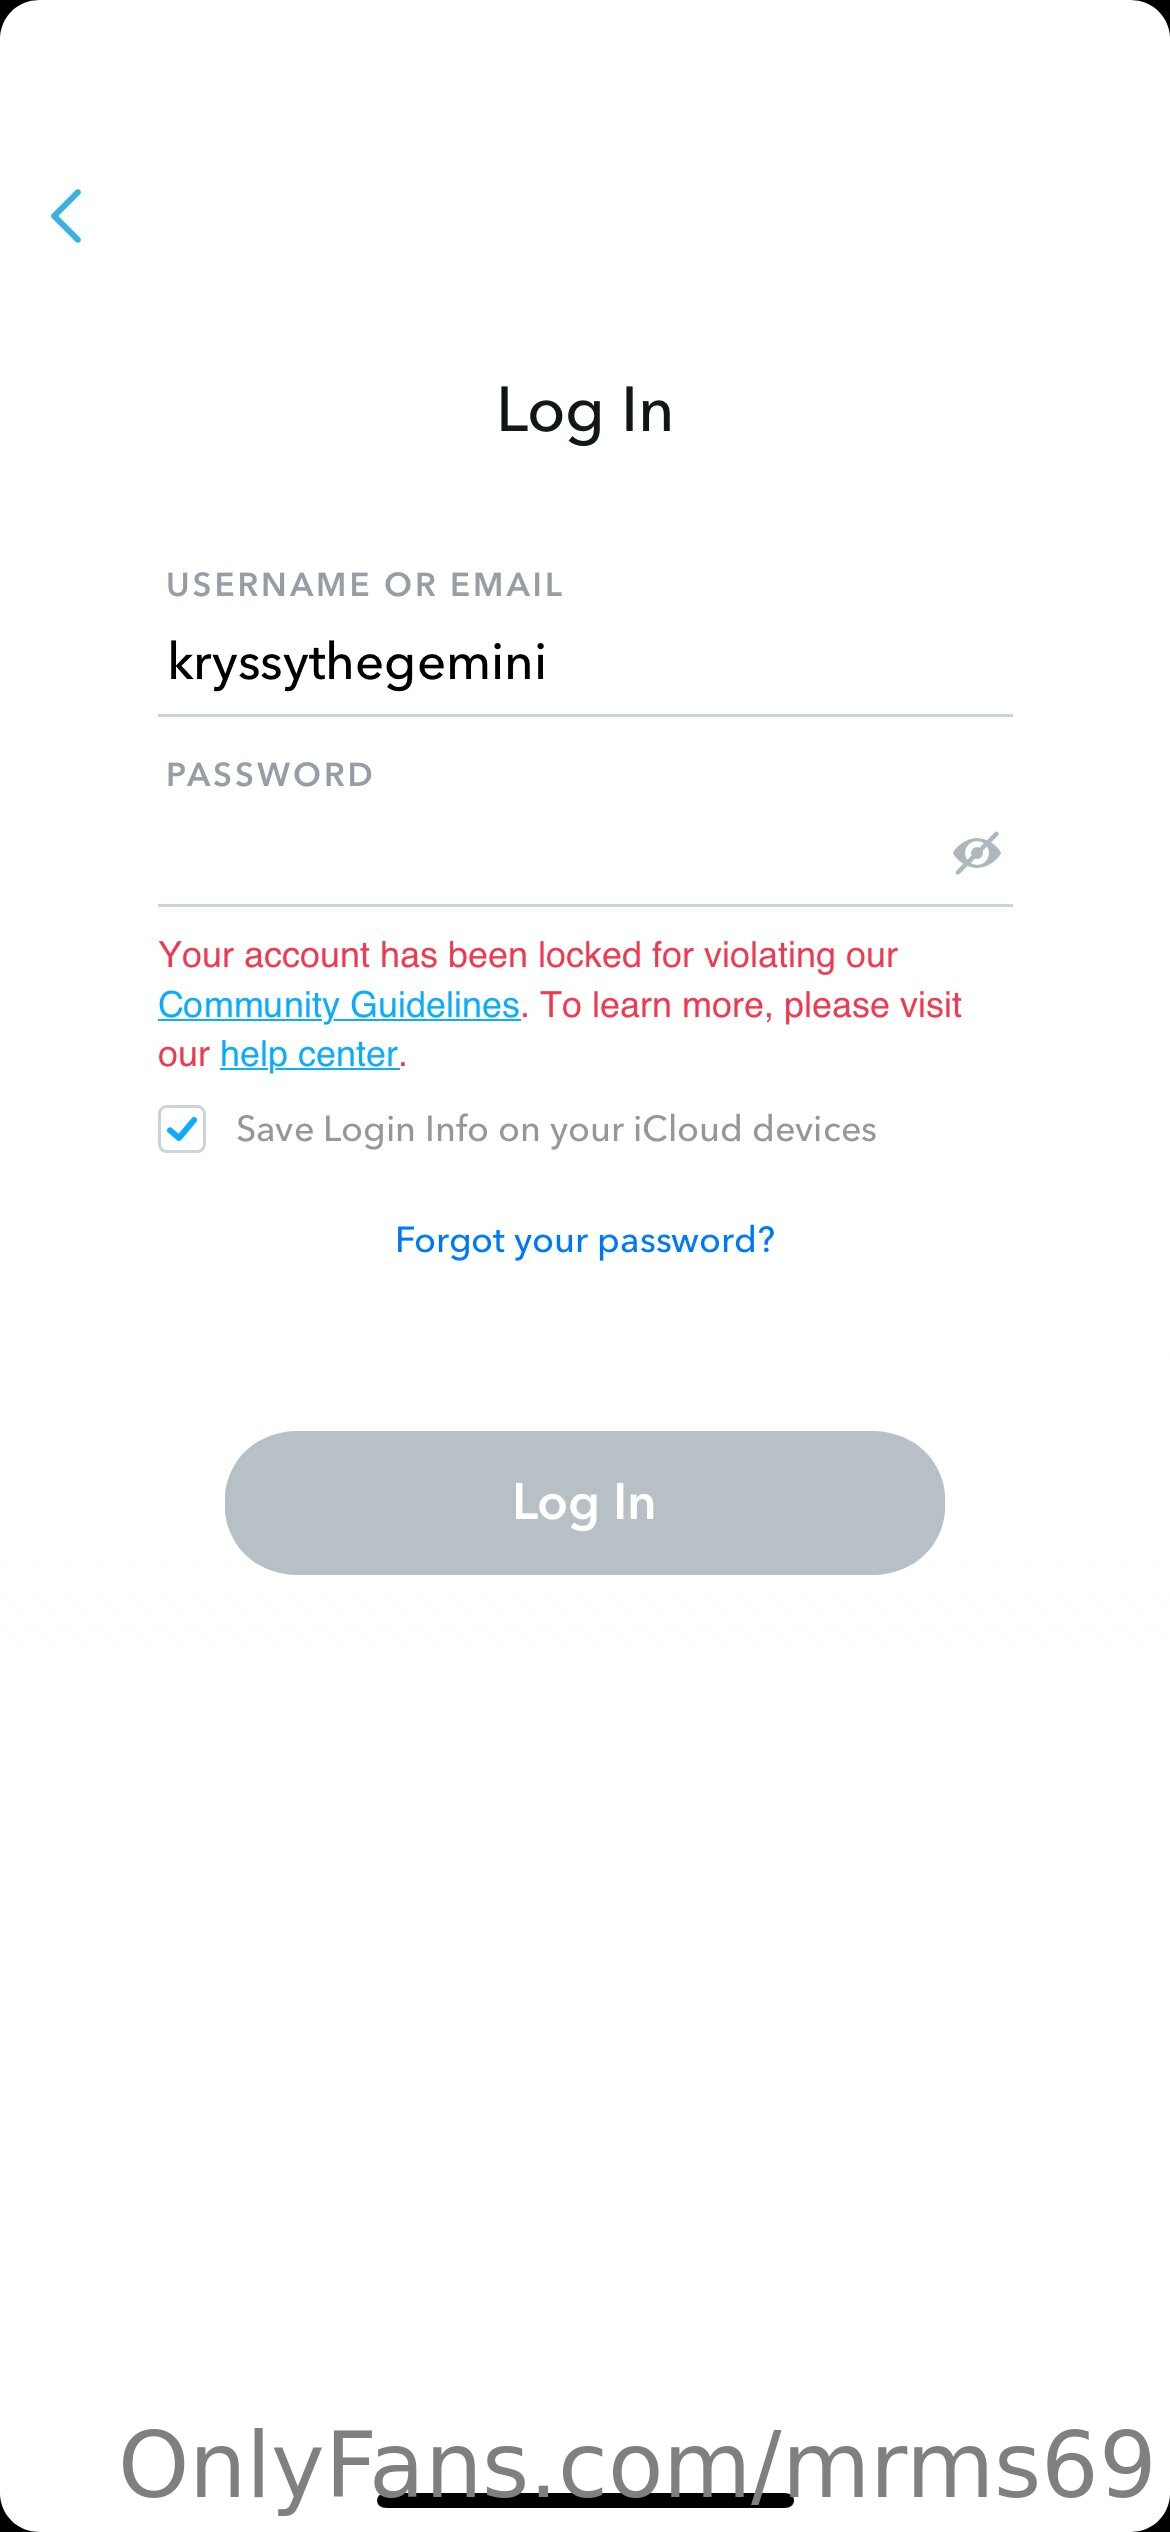 Log In
USERNAME OR EMAIL
kryssythegemini
PASSWORD
Your account has been locked for violating our
Community Guidelines. To learn more, please visit
our help center.
Save Login Info on your iCloud devices
Forgot your password?
Log In
OnlyFans.com/mrms69